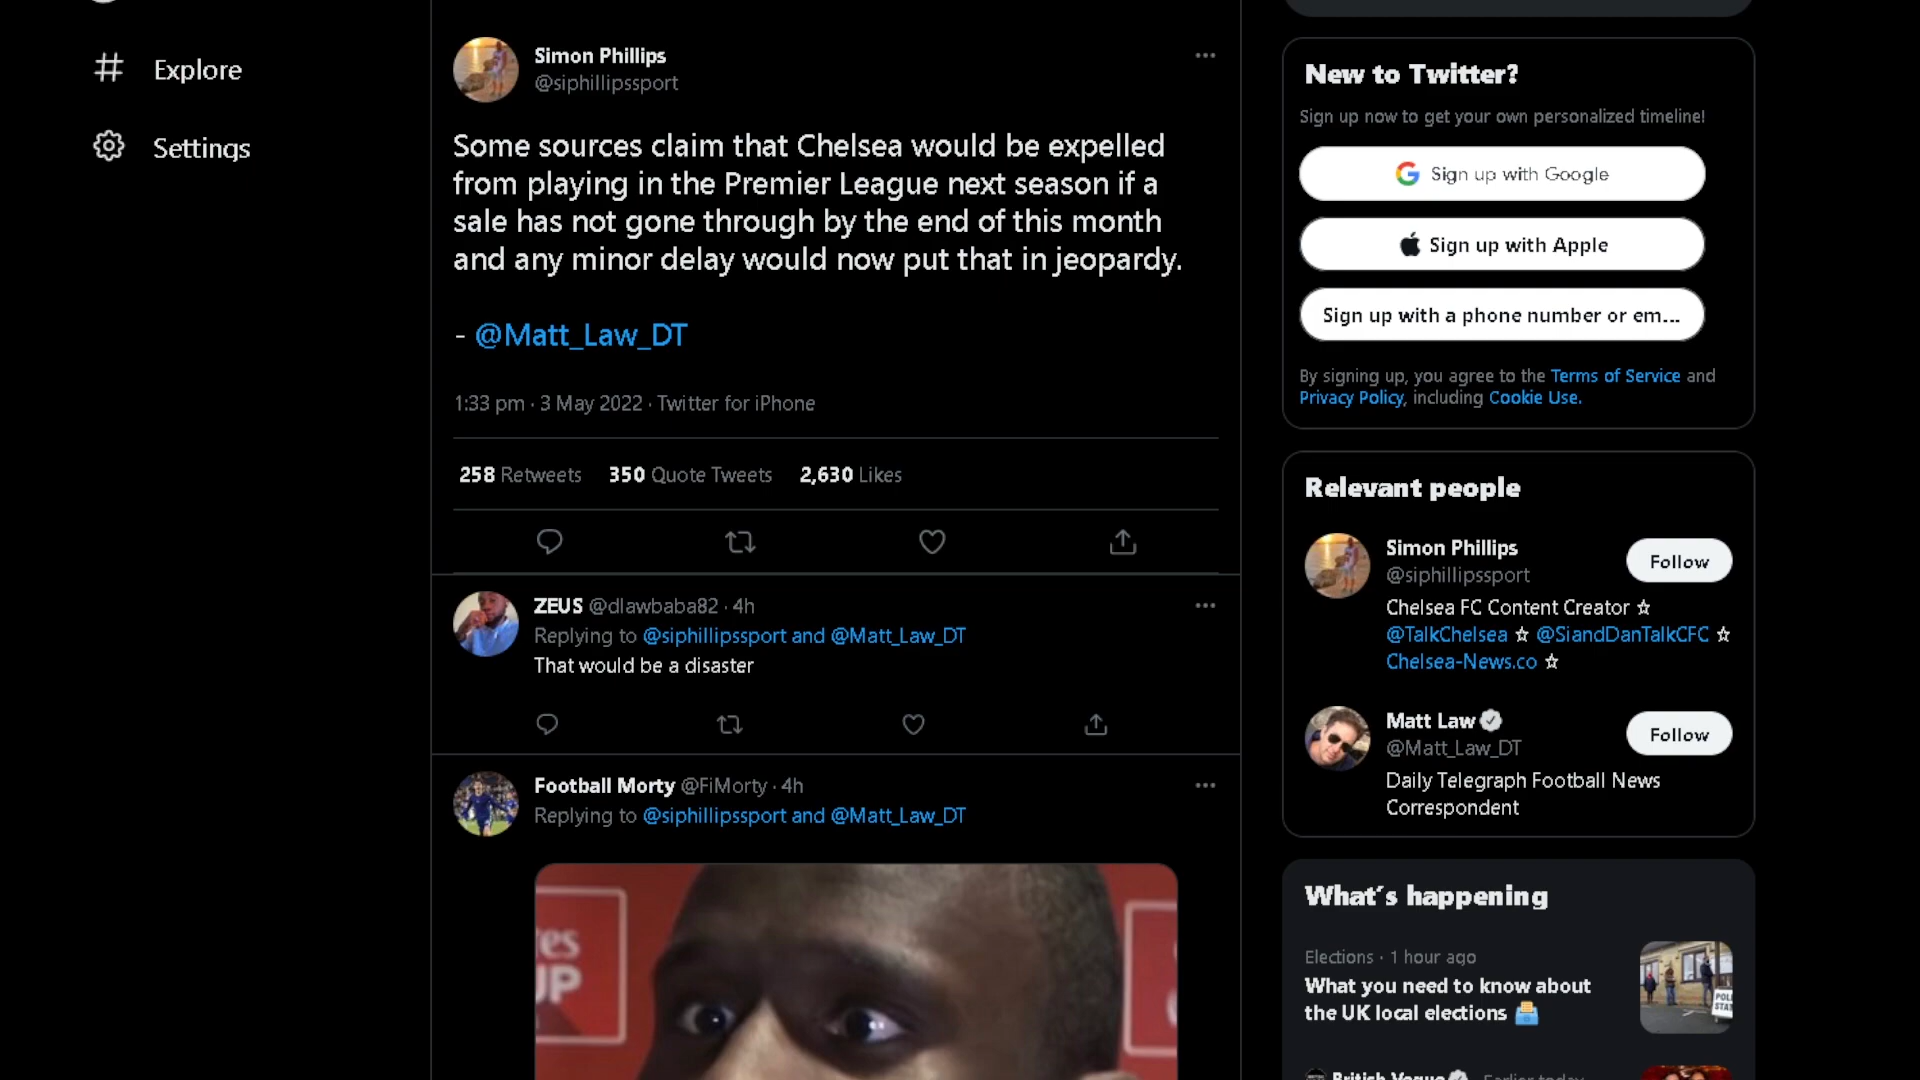 Explore
Settings
Simon Phillips
@siphillipssport
Some sources claim that Chelsea would be expelled
from playing in the Premier League next season if a
sale has not gone through by the end of this month
and any minor delay would now put that in jeopardy.
- @Matt_Law_DT
1:33 pm · 3 May 2022 · Twitter for iPhone
258 Retweets 350 Quote Tweets 2,630 Likes
ZEUS @dlawbaba82 · 4h
Replying to @siphillipssport and @Matt_Law_DT
That would be a disaster
Football Morty @FiMorty · 4h
Replying to @siphillipssport and @Matt_Law_DT
es
UP
New to Twitter?
Sign up now to get your own personalized timeline!
Sign up with Google
Sign up with Apple
Sign up with a phone number or em...
By signing up, you agree to the Terms of Service and
Privacy Policy, including Cookie Use.
Relevant people
Simon Phillips
@siphillipssport
Follow
Chelsea FC Content Creator ☆
@TalkChelsea ☆ @SiandDanTalkCFC ☆
Chelsea-News.co ☆
Matt Law
@Matt_Law_DT
Follow
Daily Telegraph Football News
Correspondent
What's happening
Elections · 1 hour ago
What you need to know about
the UK local elections
British Vogue Earlier today